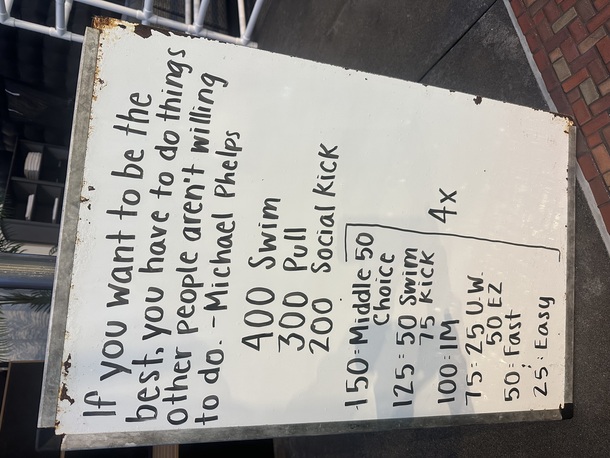 If you want to be the
best, you have to do things
other people aren't willing
to do. - Michael Phelps
400 Swim
300 Pull
200 Social Kick
150= Middle 50
Choice
125: 50 Swim
75 Kick
100: IM
4x
75: 25 U.W.
50 EZ
50: Fast
25: Easy